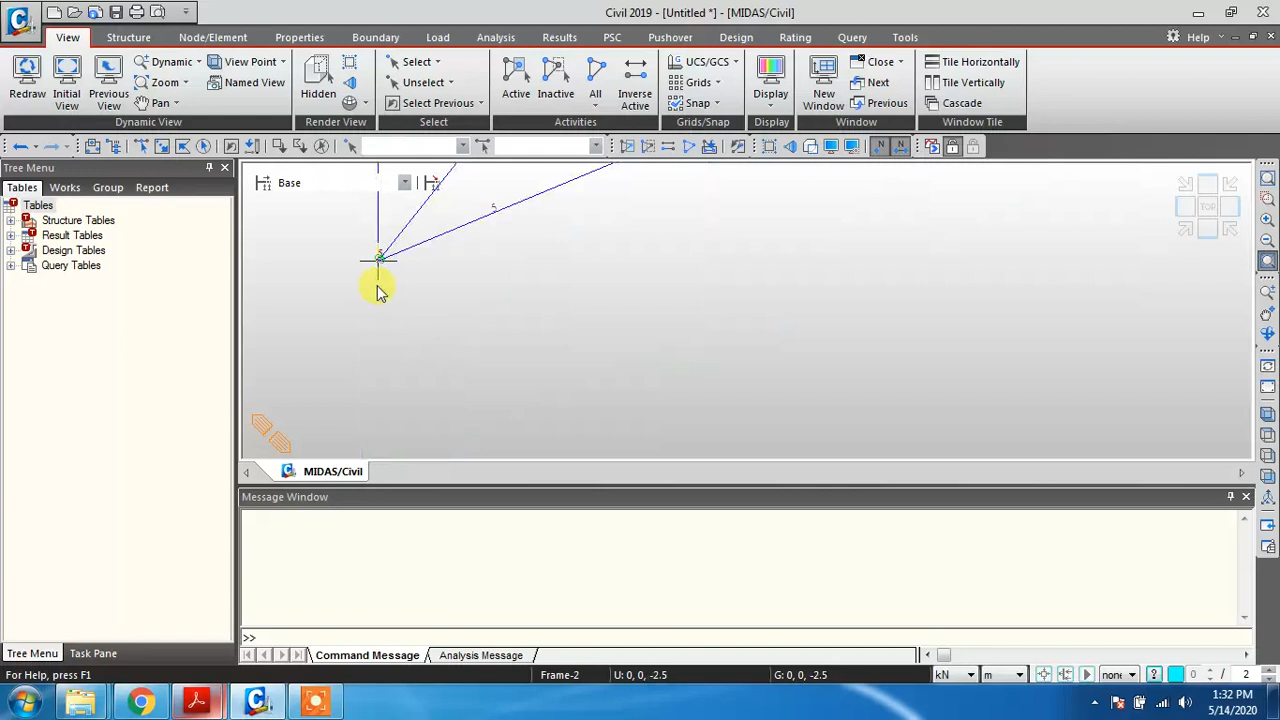 Civil 2019 - [Untitled *] - [MIDAS/Civil]
View Structure Node/Element Properties Boundary Load Analysis Results PSC Pushover Design Rating Query Tools Help
Redraw Initial View Previous View
Dynamic
Zoom
Pan
View Point
Named View
Dynamic View
Hidden
Render View
Select
Unselect
Select Previous
Select
Active Inactive All Inverse Active
Activities
UCS/GCS
Grids
Snap
Grids/Snap
Display
Display
New Window
Close
Next
Previous
Window
Tile Horizontally
Tile Vertically
Cascade
Window Tile
Tree Menu
Tables Works Group Report
Tables
Structure Tables
Result Tables
Design Tables
Query Tables
Base
5
TOP
MIDAS/Civil
Message Window
>>
Tree Menu Task Pane
Command Message Analysis Message
For Help, press F1
Frame-2
U: 0, 0, -2.5
G: 0, 0, -2.5
kN
m
none
0 / 2
1:32 PM
5/14/2020